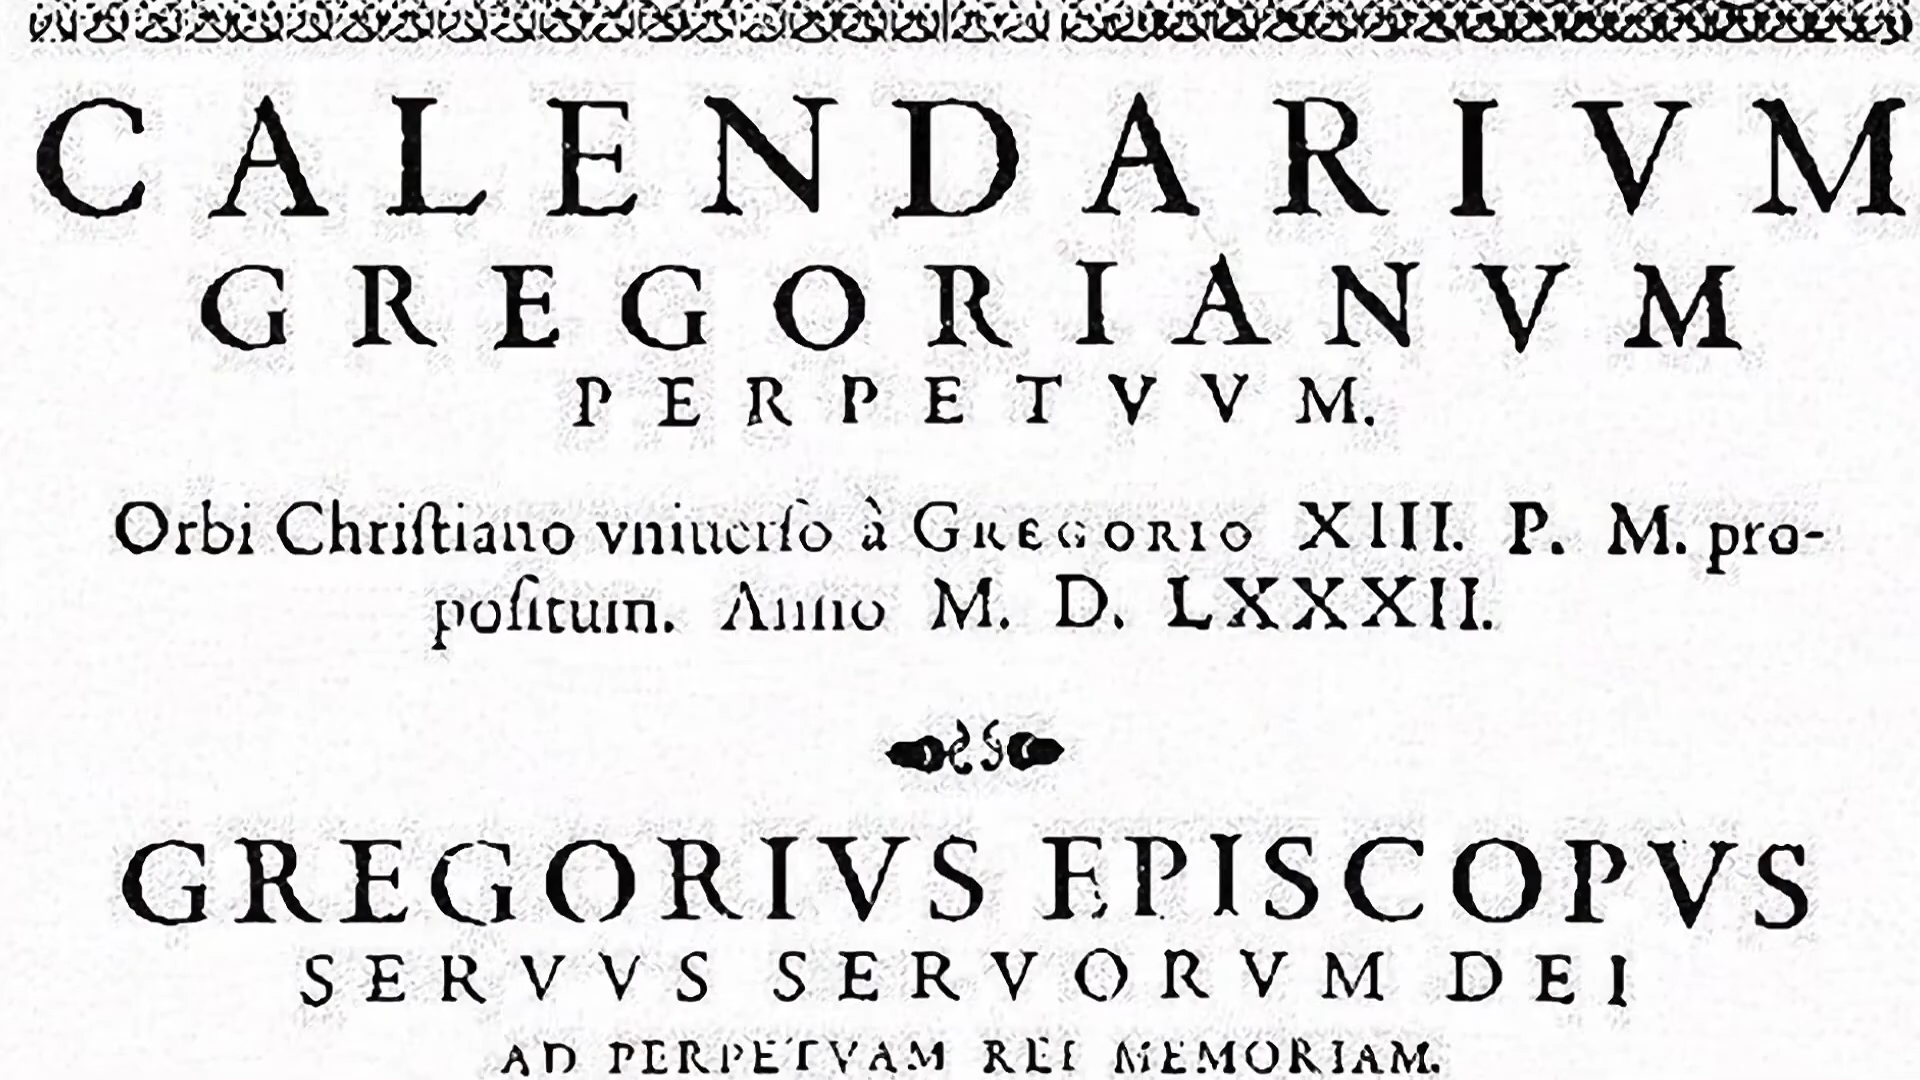 CALENDARIVM
GREGORIANVM
PERPETVVM.
Orbi Chriſtiano vniuerſo à GREGORIO XIII. P. M. pro-
poſitum. Anno M. D. LXXXII.
GREGORIVS EPISCOPVS
SERVVS SERVORVM DEI
AD PERPETVAM REI MEMORIAM.